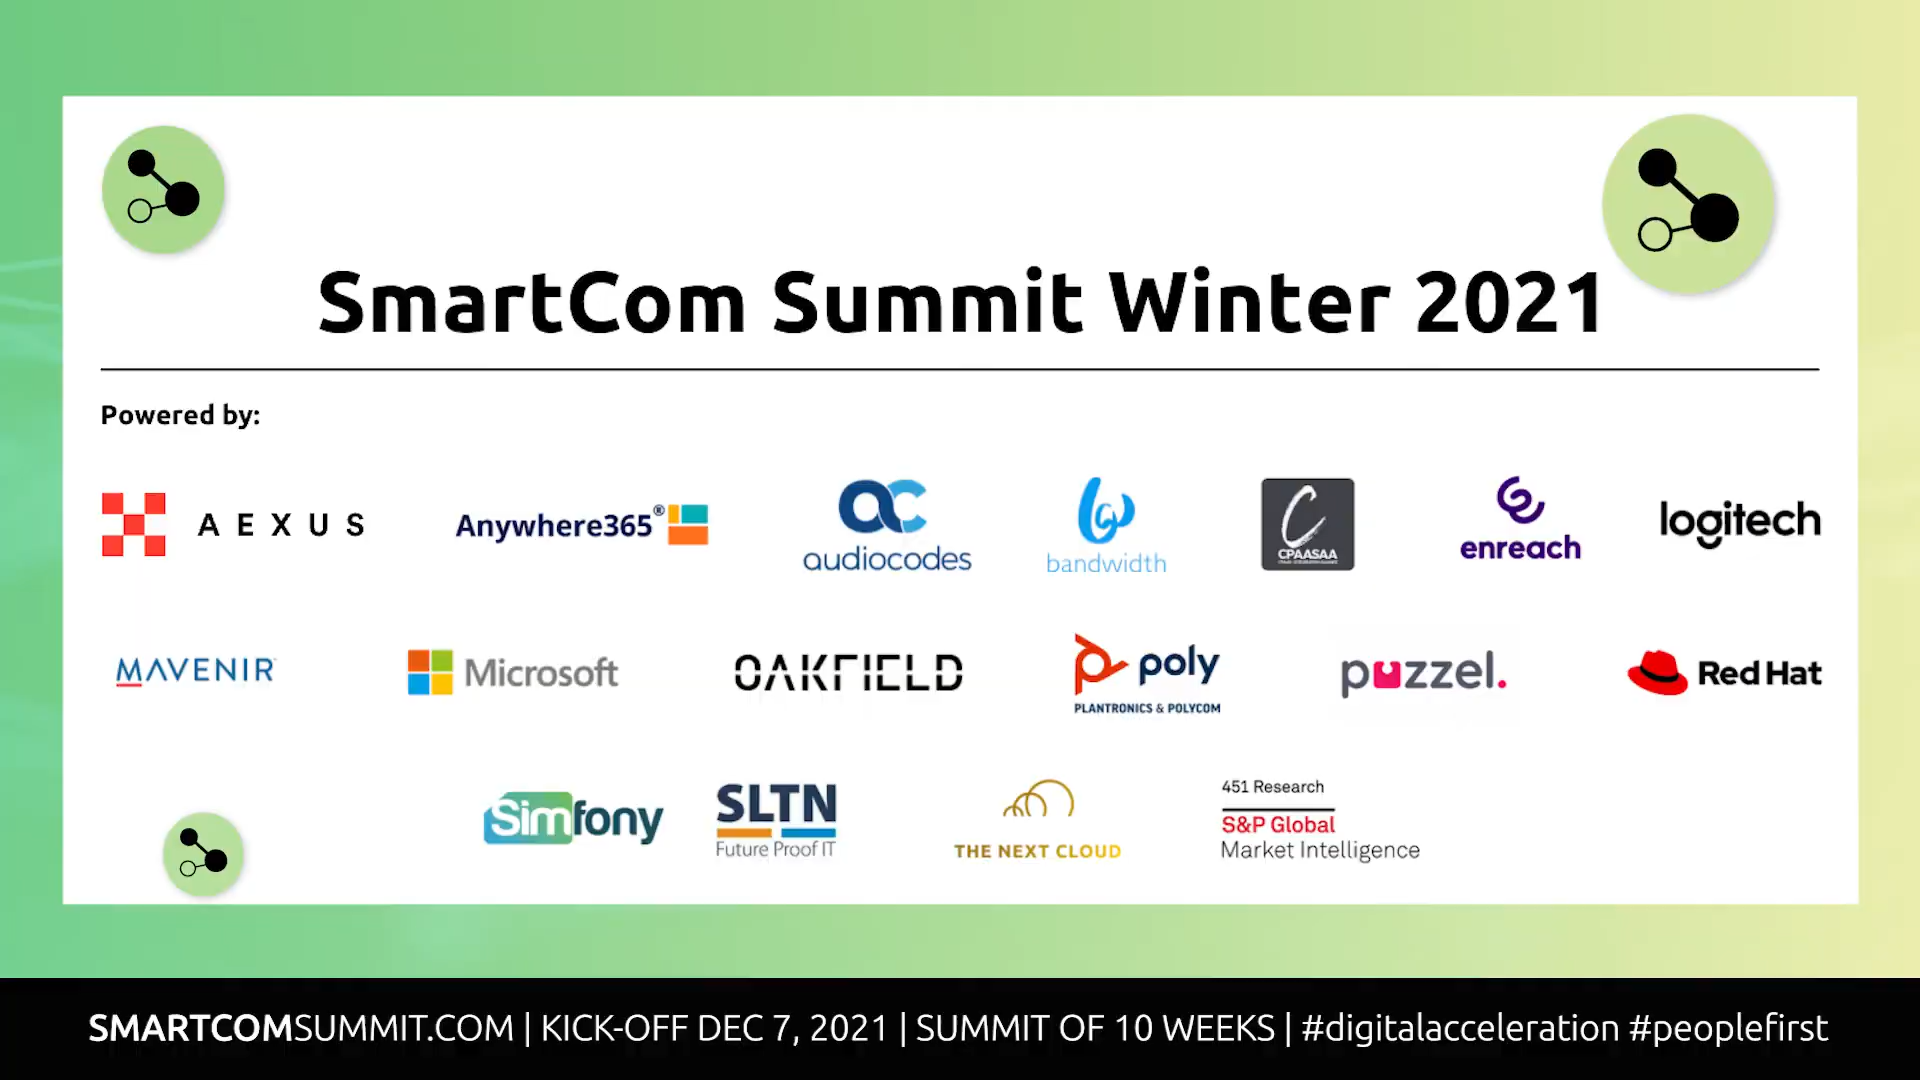 SmartCom Summit Winter 2021
Powered by:
AEXUS
Anywhere365®
audiocodes
bandwidth
CPAASAA
enreach
logitech
MAVENIR
Microsoft
OAKFIELD
poly
PLANTRONICS & POLYCOM
puzzel.
Red Hat
Simfony
SLTN
Future Proof IT
THE NEXT CLOUD
451 Research
S&P Global
Market Intelligence
SMARTCOMSUMMIT.COM | KICK-OFF DEC 7, 2021 | SUMMIT OF 10 WEEKS | #digitalacceleration #peoplefirst